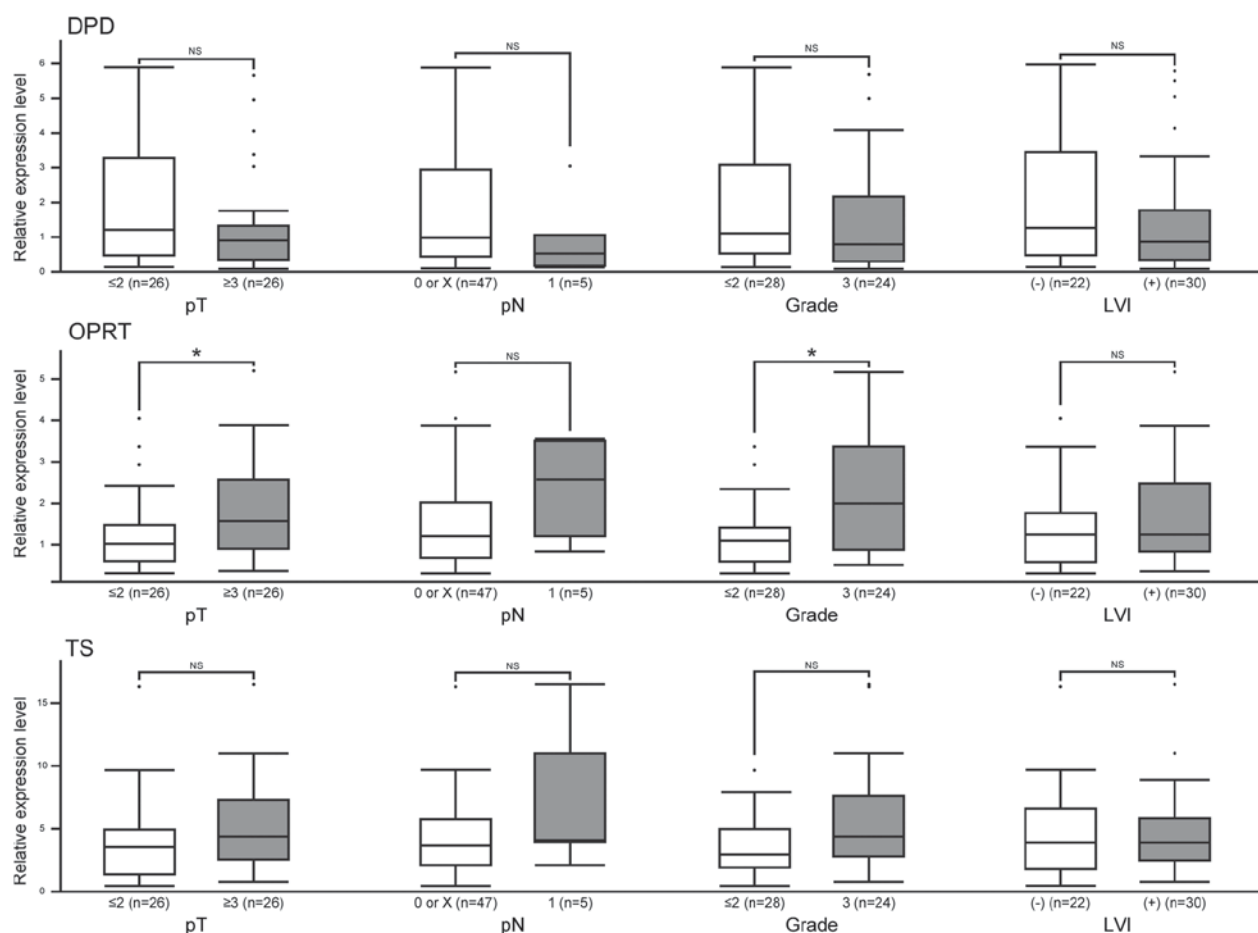 DPD
NS NS NS NS
Relative expression level
6
5
4
3
2
1
0
≤2 (n=26) ≥3 (n=26) 0 or X (n=47) 1 (n=5) ≤2 (n=28) 3 (n=24) (-) (n=22) (+) (n=30)
pT pN Grade LVI
OPRT
* NS * NS
Relative expression level
5
4
3
2
1
≤2 (n=26) ≥3 (n=26) 0 or X (n=47) 1 (n=5) ≤2 (n=28) 3 (n=24) (-) (n=22) (+) (n=30)
pT pN Grade LVI
TS
NS NS NS NS
Relative expression level
15
10
5
0
≤2 (n=26) ≥3 (n=26) 0 or X (n=47) 1 (n=5) ≤2 (n=28) 3 (n=24) (-) (n=22) (+) (n=30)
pT pN Grade LVI